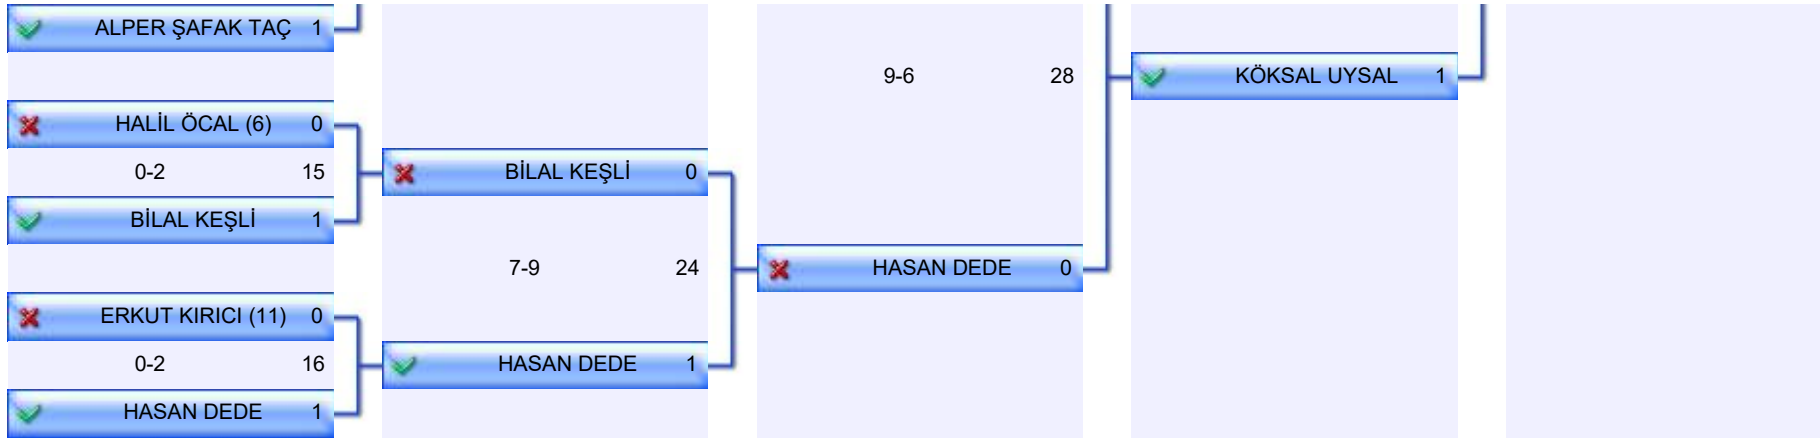 ALPER ŞAFAK TAÇ 1
9-6 28
KÖKSAL UYSAL 1
HALİL ÖCAL (6) 0
0-2 15
BİLAL KEŞLİ 0
BİLAL KEŞLİ 1
7-9 24
HASAN DEDE 0
ERKUT KIRICI (11) 0
0-2 16
HASAN DEDE 1
HASAN DEDE 1